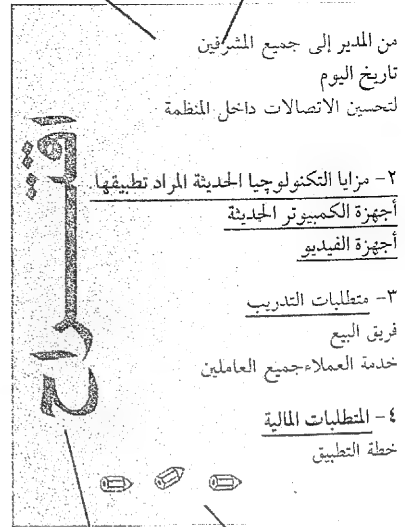 من المدير إلى جميع المشرفين
تاريخ اليوم
لتحسين الاتصالات داخل المنظمة
اقتـــراح
٢- مزايا التكنولوجيا الحديثة المراد تطبيقها.
أجهزة الكمبيوتر الحديثة
أجهزة الفيديو
٣- متطلبات التدريب
فريق البيع
خدمة العملاءجميع العاملين
٤- المتطلبات المالية
خطة التطبيق